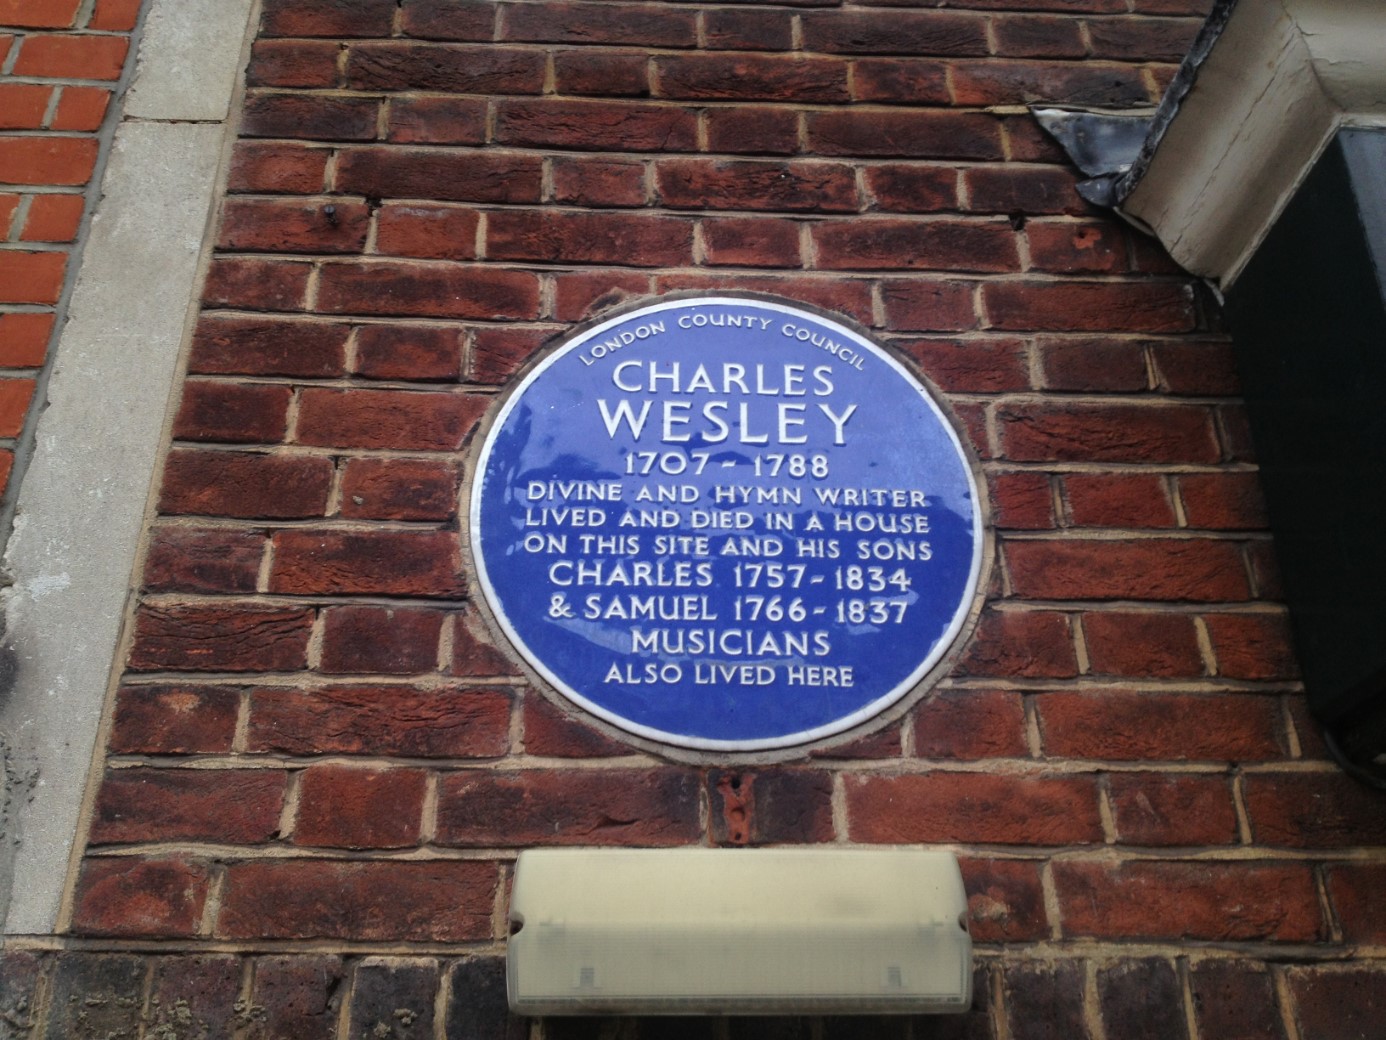 LONDON COUNTY COUNCIL
CHARLES
WESLEY
1707 - 1788
DIVINE AND HYMN WRITER
LIVED AND DIED IN A HOUSE
ON THIS SITE AND HIS SONS
CHARLES 1757 - 1834
& SAMUEL 1766 - 1837
MUSICIANS
ALSO LIVED HERE